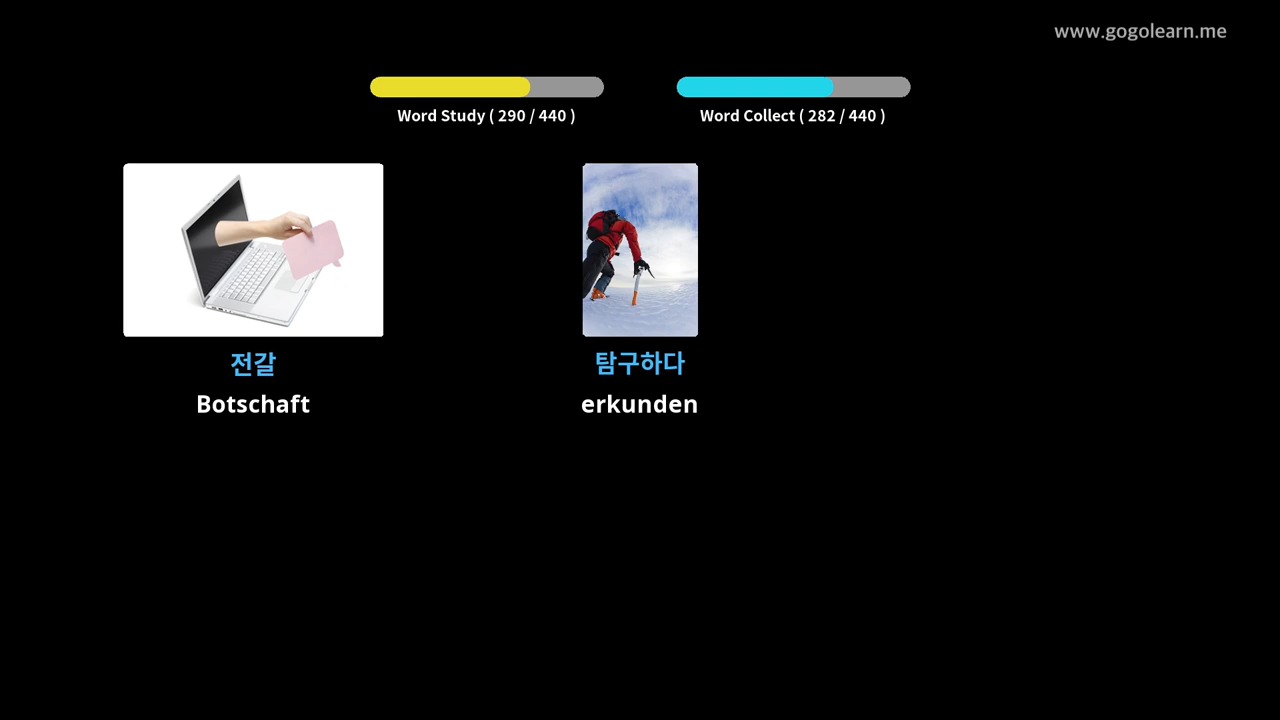 www.gogolearn.me
Word Study ( 290 / 440 )
Word Collect ( 282 / 440 )
전갈
Botschaft
탐구하다
erkunden